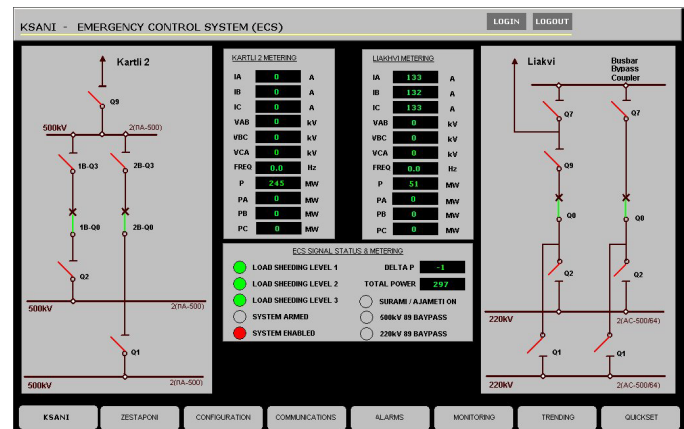 KSANI - EMERGENCY CONTROL SYSTEM (ECS)
LOGIN LOGOUT
Kartli 2
Q9
500kV 2(ПА-500)
1B-Q3 2B-Q3
1B-Q0 2B-Q0
Q2
500kV 2(ПА-500)
Q1
500kV 2(ПА-500)
KARTLI 2 METERING
IA 0 A
IB 0 A
IC 0 A
VAB 0 kV
VBC 0 kV
VCA 0 kV
FREQ 0.0 Hz
P 245 MW
PA 0 MW
PB 0 MW
PC 0 MW
LIAKHVI METERING
IA 133 A
IB 132 A
IC 133 A
VAB 0 kV
VBC 0 kV
VCA 0 kV
FREQ 0.0 Hz
P 51 MW
PA 0 MW
PB 0 MW
PC 0 MW
ECS SIGNAL STATUS & METERING
LOAD SHEEDING LEVEL 1 DELTA P -1
LOAD SHEEDING LEVEL 2 TOTAL POWER 297
LOAD SHEEDING LEVEL 3 SURAMI / AJAMETI ON
SYSTEM ARMED 500kV 89 BAYPASS
SYSTEM ENABLED 220kV 89 BAYPASS
Liakvi
Busbar
Bypass
Coupler
Q7 Q7
Q9
Q0 Q0
Q2 Q2
220kV 2(AC-500/64)
Q1 Q1
220kV 2(AC-500/64)
KSANI ZESTAPONI CONFIGURATION COMMUNICATIONS ALARMS MONITORING TRENDING QUICKSET